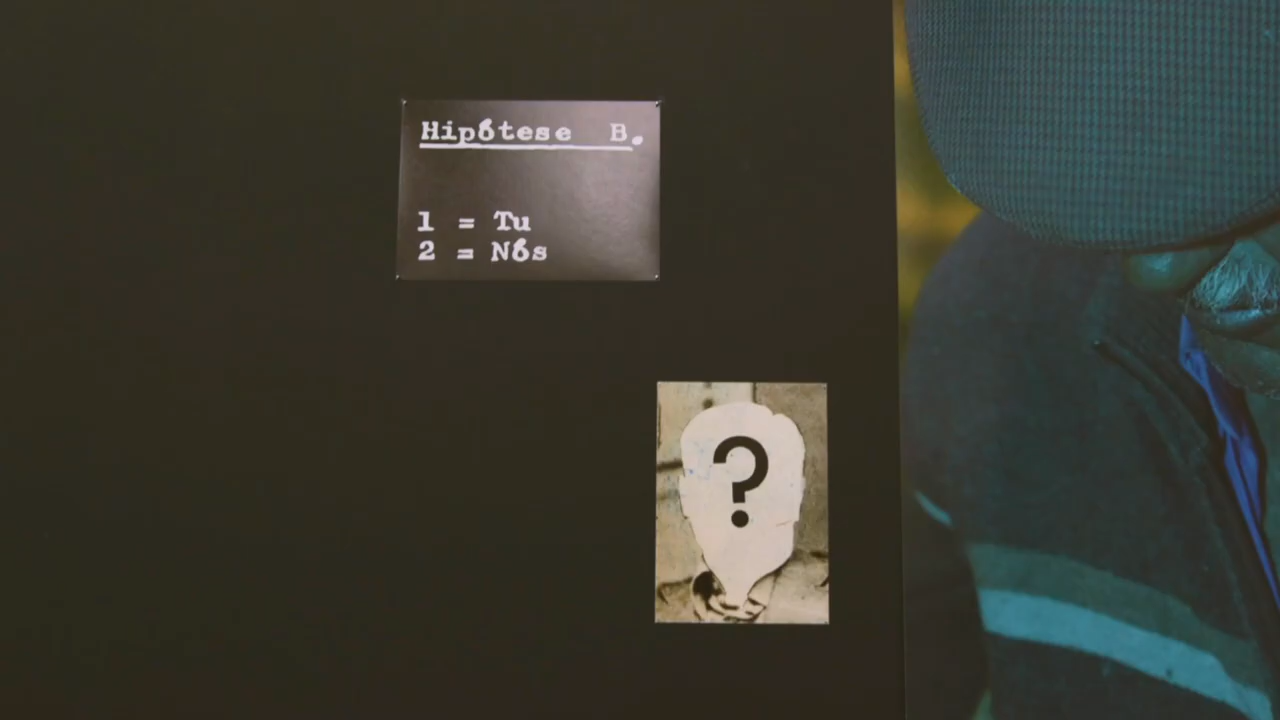 Hipótese B.
1 = Tu
2 = Nós
?